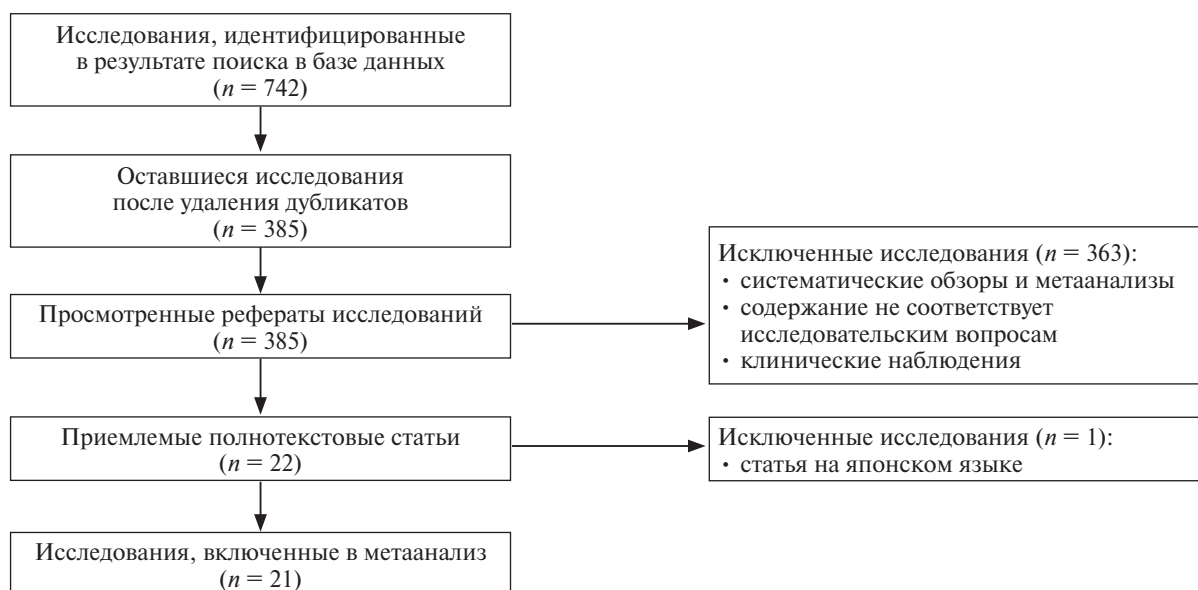 Исследования, идентифицированные
в результате поиска в базе данных
(n = 742)
Оставшиеся исследования
после удаления дубликатов
(n = 385)
Просмотренные рефераты исследований
(n = 385)
Исключенные исследования (n = 363):
• систематические обзоры и метаанализы
• содержание не соответствует
исследовательским вопросам
• клинические наблюдения
Приемлемые полнотекстовые статьи
(n = 22)
Исключенные исследования (n = 1):
• статья на японском языке
Исследования, включенные в метаанализ
(n = 21)